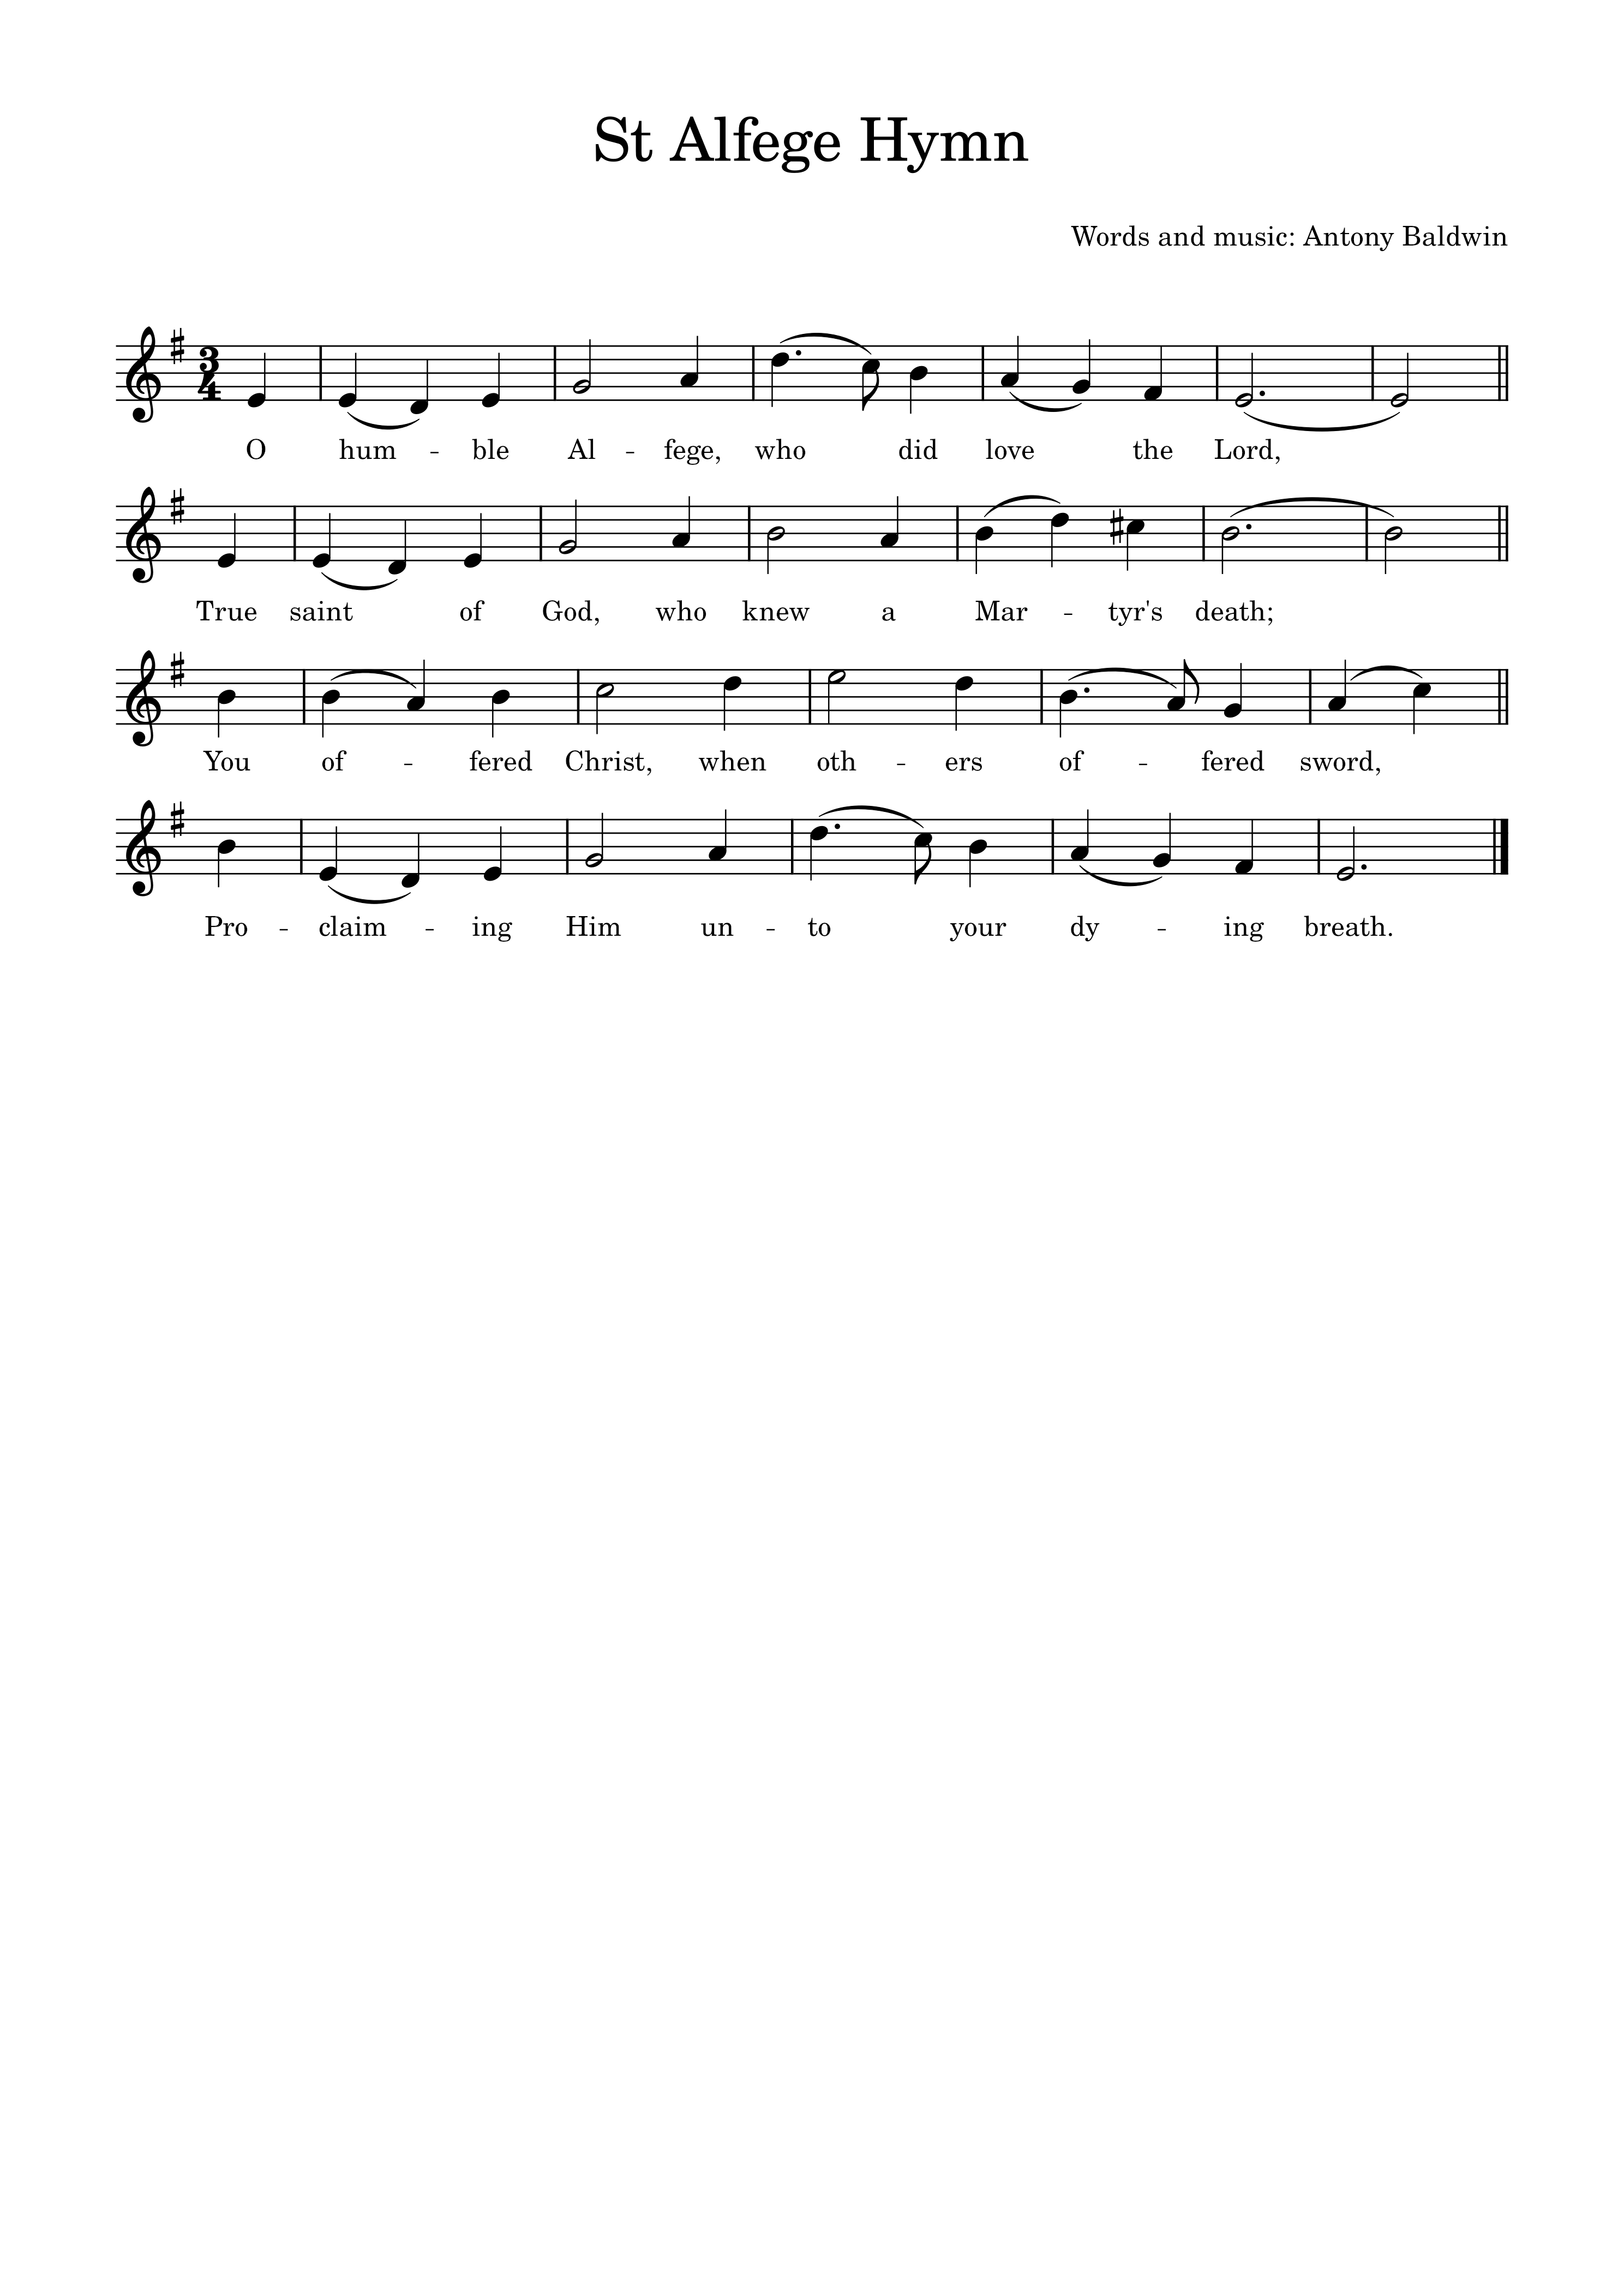 St Alfege Hymn
Words and music: Antony Baldwin
3
4
O hum - ble Al - fege, who did love the Lord,
True saint of God, who knew a Mar - tyr's death;
You of - fered Christ, when oth - ers of - fered sword,
Pro - claim - ing Him un - to your dy - ing breath.